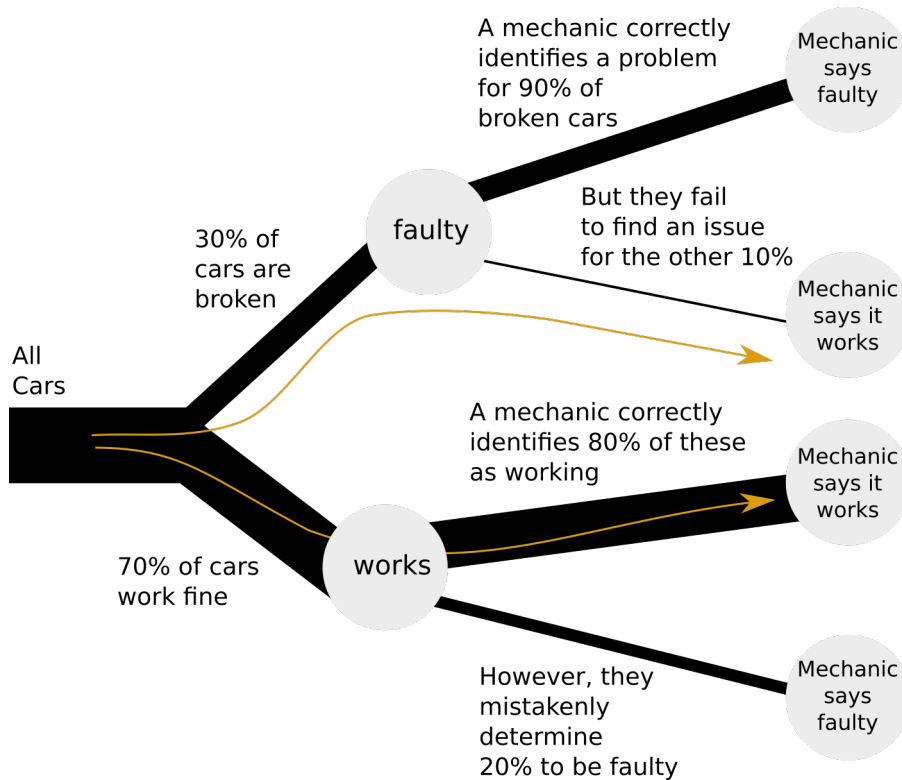 A mechanic correctly
identifies a problem
for 90% of
broken cars
Mechanic
says
faulty
faulty
But they fail
to find an issue
for the other 10%
30% of
cars are
broken
Mechanic
says it
works
All
Cars
A mechanic correctly
identifies 80% of these
as working
Mechanic
says it
works
works
70% of cars
work fine
However, they
mistakenly
determine
20% to be faulty
Mechanic
says
faulty